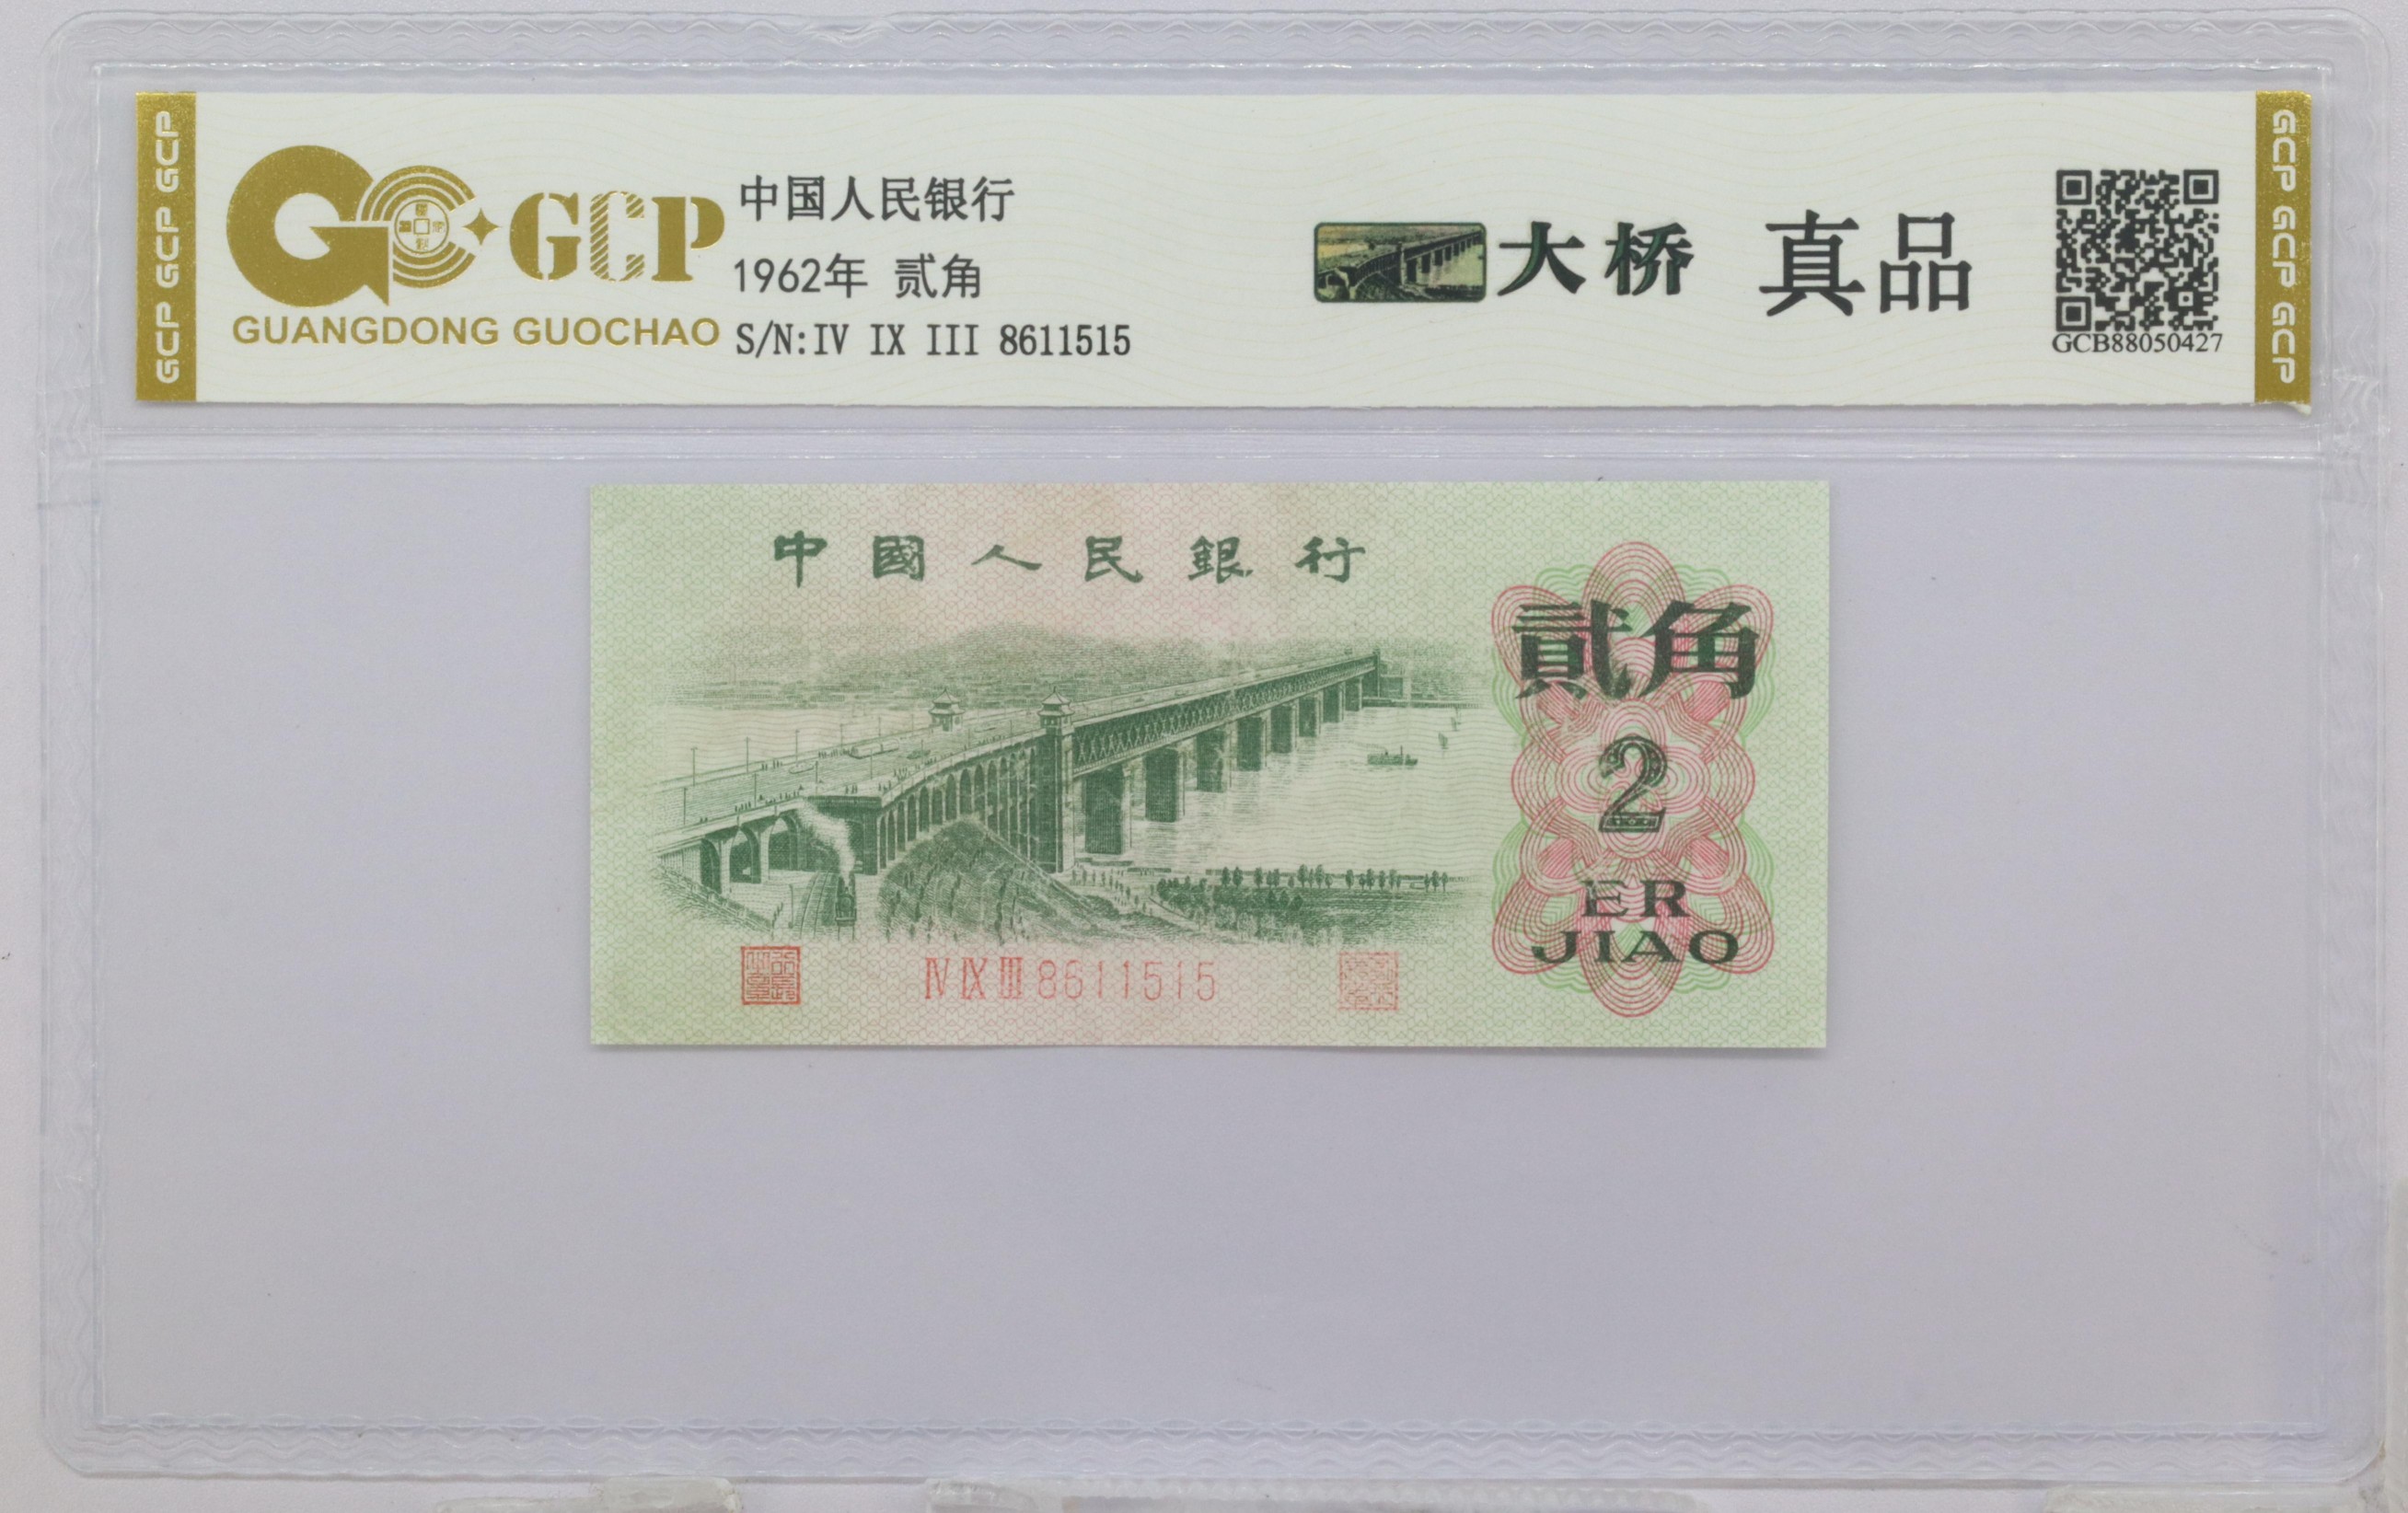 GCP GCP GCP
GCP
GUANGDONG GUOCHAO
中国人民银行
1962年 贰角
S/N:IV IX III 8611515
大桥 真品
GCB88050427
GCP GCP GCP
中國人民銀行
貳角
2
ER
JIAO
Ⅳ Ⅸ Ⅲ 8611515